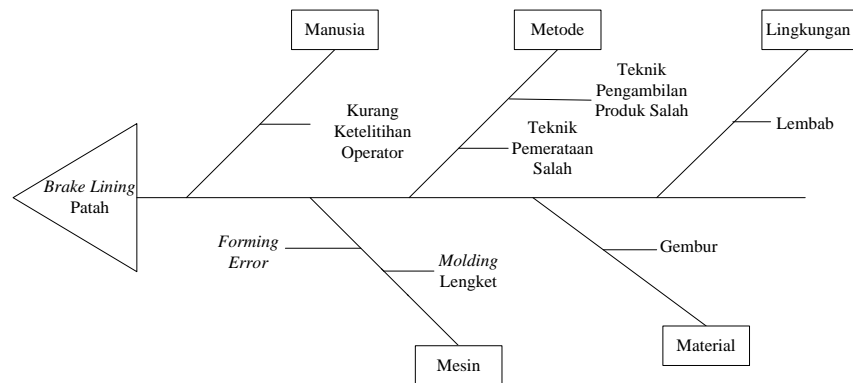 Manusia
Metode
Lingkungan
Teknik
Pengambilan
Produk Salah
Kurang
Ketelitihan
Operator
Teknik
Pemerataan
Salah
Lembab
Brake Lining
Patah
Forming
Error
Molding
Lengket
Gembur
Mesin
Material